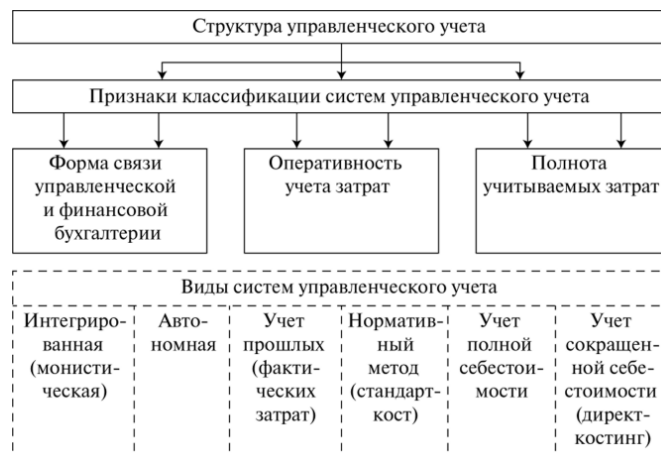 Структура управленческого учета
Признаки классификации систем управленческого учета
Форма связи
управленческой
и финансовой
бухгалтерии
Оперативность
учета затрат
Полнота
учитываемых затрат
Виды систем управленческого учета
Интегриро-
ванная
(монисти-
ческая)
Авто-
номная
Учет
прошлых
(факти-
ческих
затрат)
Норматив-
ный
метод
(стандарт-
кост)
Учет
полной
себестои-
мости
Учет
сокращен-
ной себе-
стоимости
(директ-
костинг)